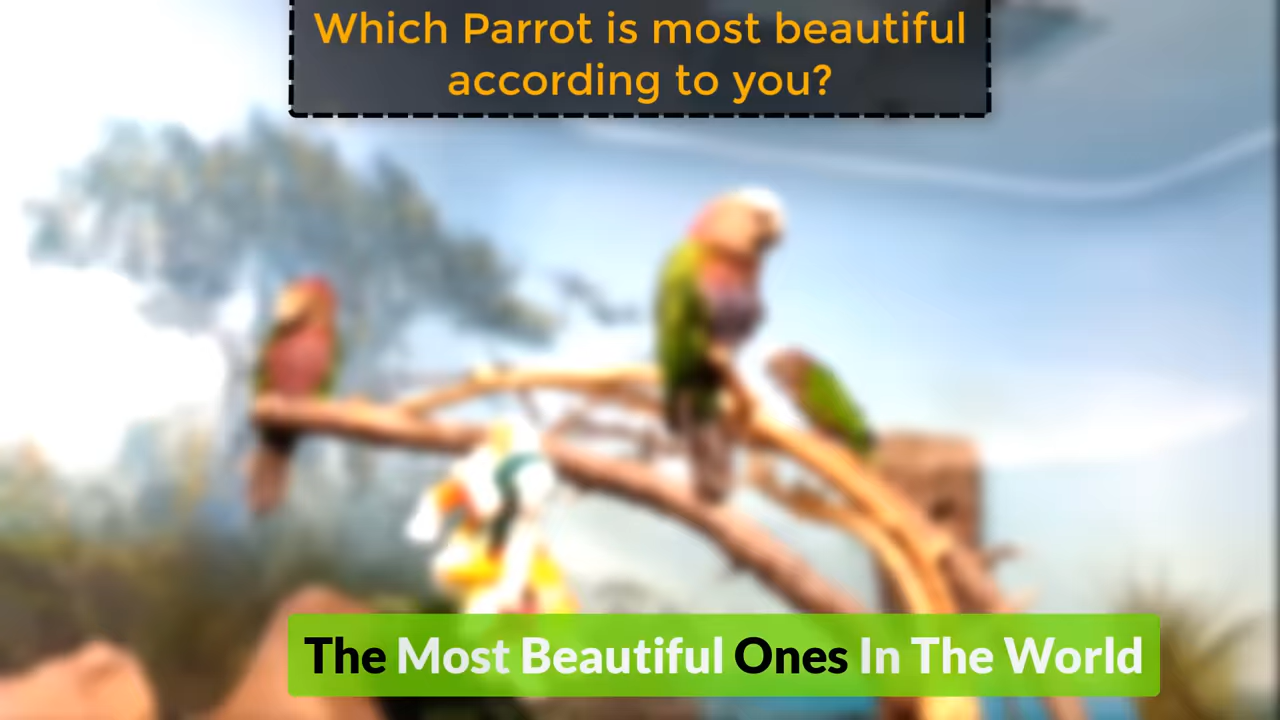 Which Parrot is most beautiful
according to you?
The Most Beautiful Ones In The World